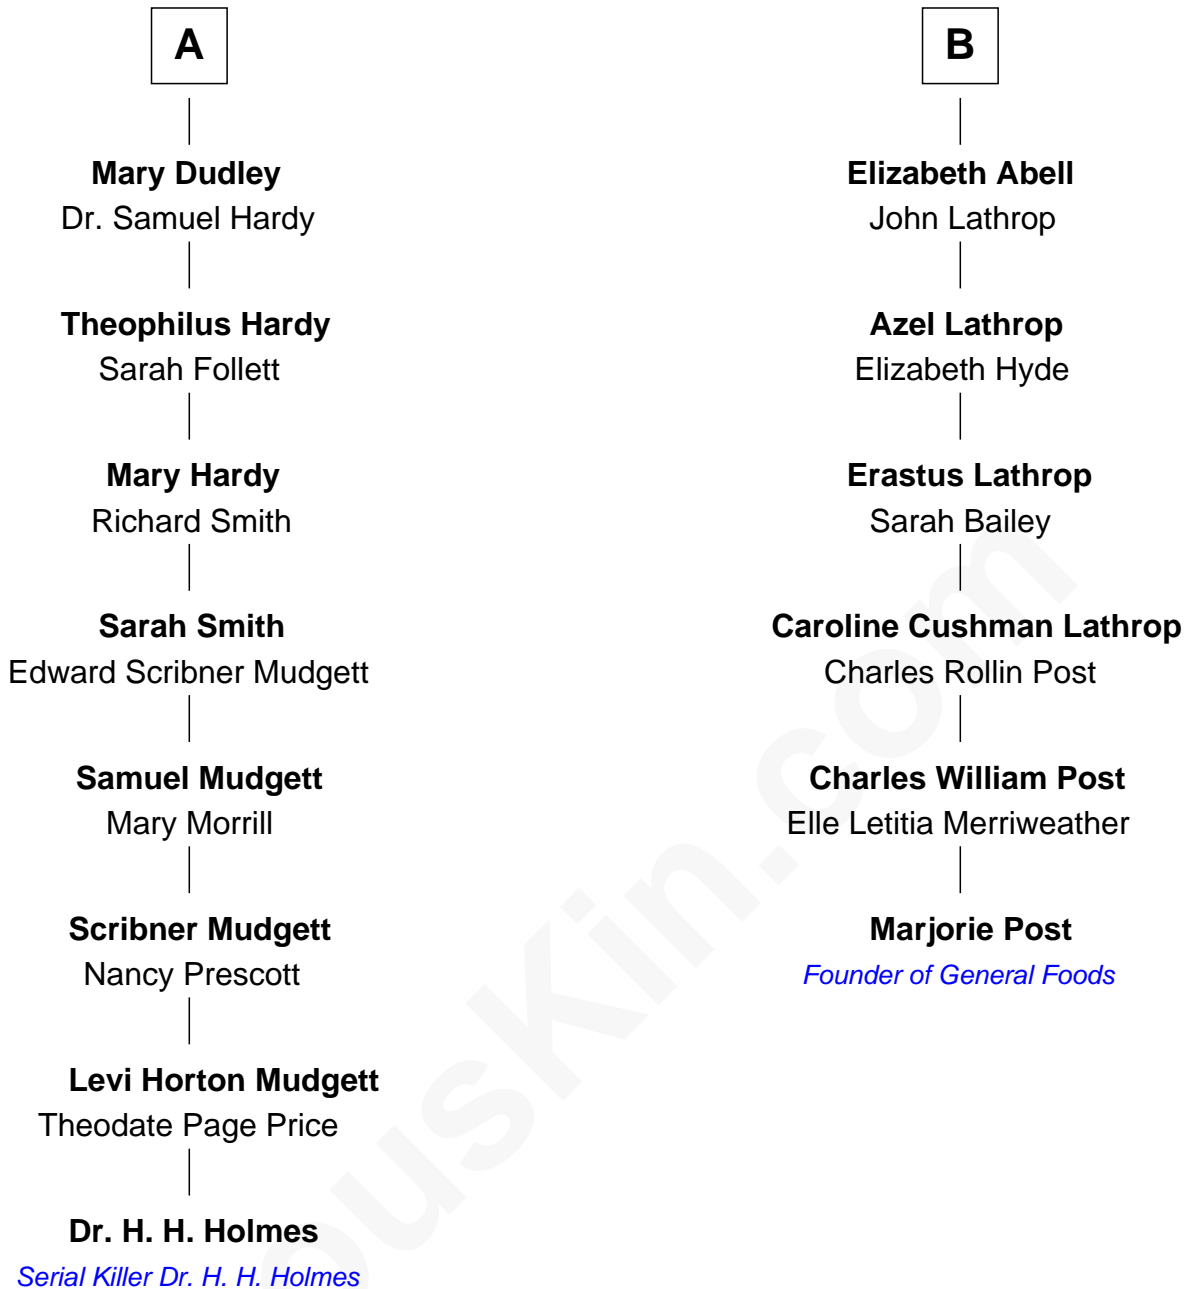 A
Mary Dudley
Dr. Samuel Hardy
Theophilus Hardy
Sarah Follett
Mary Hardy
Richard Smith
Sarah Smith
Edward Scribner Mudgett
Samuel Mudgett
Mary Morrill
Scribner Mudgett
Nancy Prescott
Levi Horton Mudgett
Theodate Page Price
Dr. H. H. Holmes
Serial Killer Dr. H. H. Holmes
B
Elizabeth Abell
John Lathrop
Azel Lathrop
Elizabeth Hyde
Erastus Lathrop
Sarah Bailey
Caroline Cushman Lathrop
Charles Rollin Post
Charles William Post
Elle Letitia Merriweather
Marjorie Post
Founder of General Foods
ousKin.com